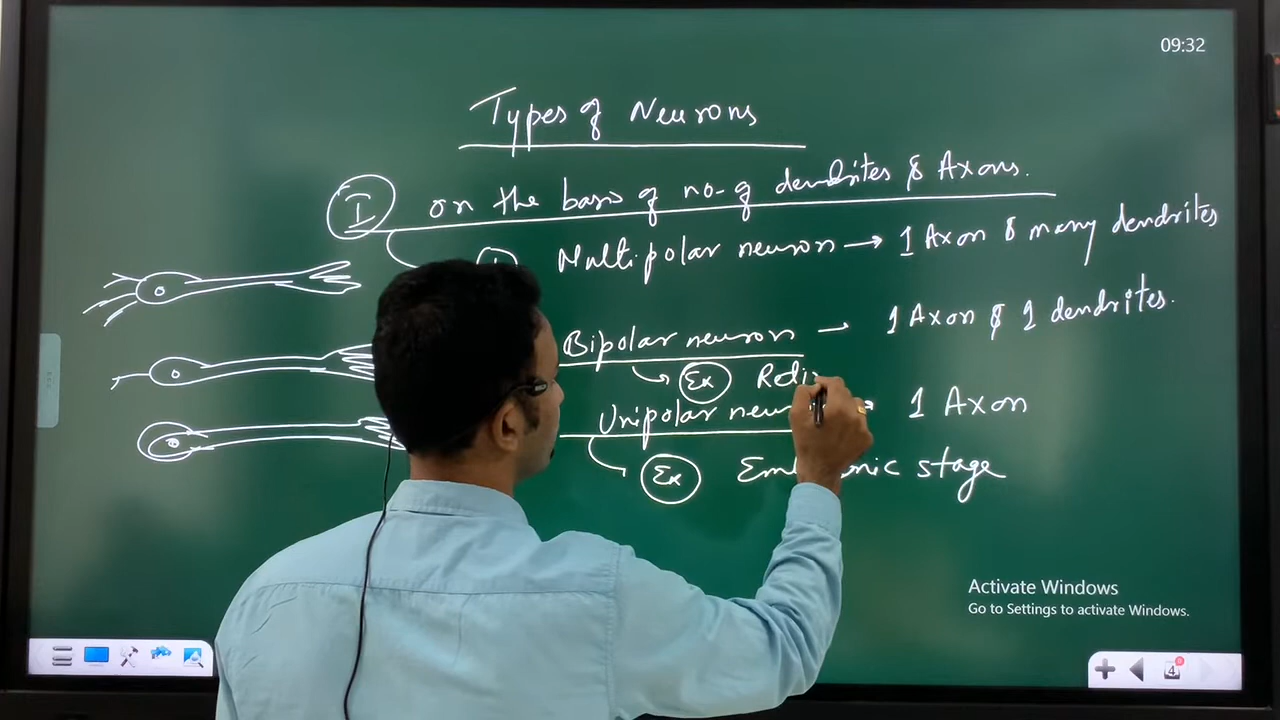 09:32
Types of Neurons
I on the basis of no- of dendrites & Axons.
Multipolar neuron → 1 Axon & many dendrites
Bipolar neuron — 1 Axon & 1 dendrites.
Ex
Unipolar → 1 Axon
Ex stage
Activate Windows
Go to Settings to activate Windows.
4